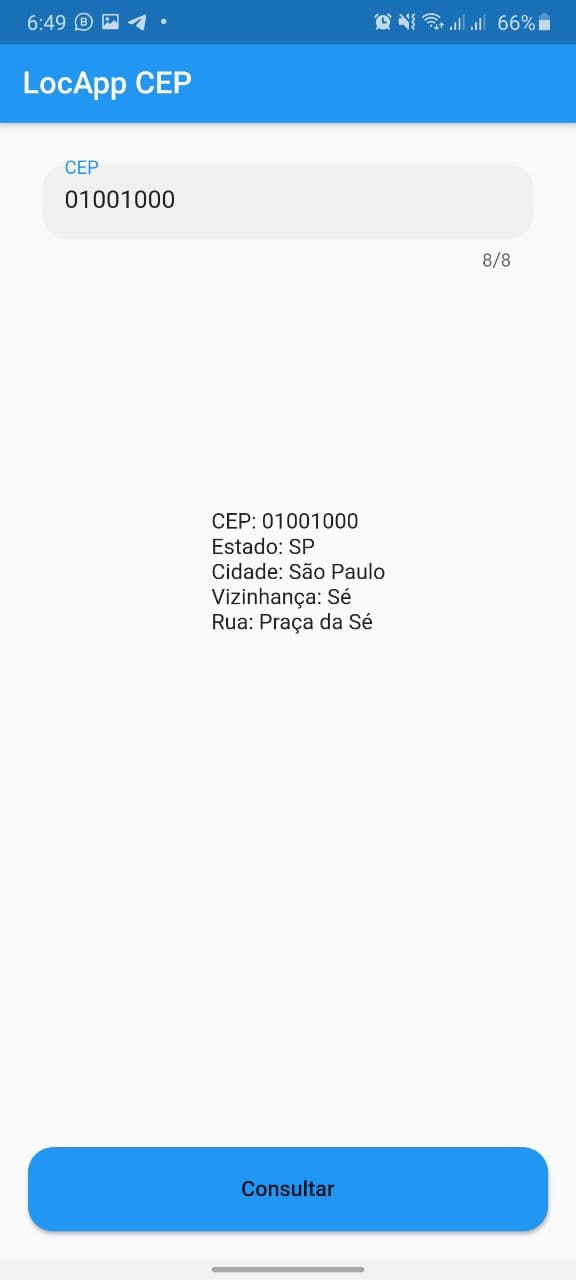 6:49
66%
LocApp CEP
CEP
01001000
8/8
CEP: 01001000
Estado: SP
Cidade: São Paulo
Vizinhança: Sé
Rua: Praça da Sé
Consultar